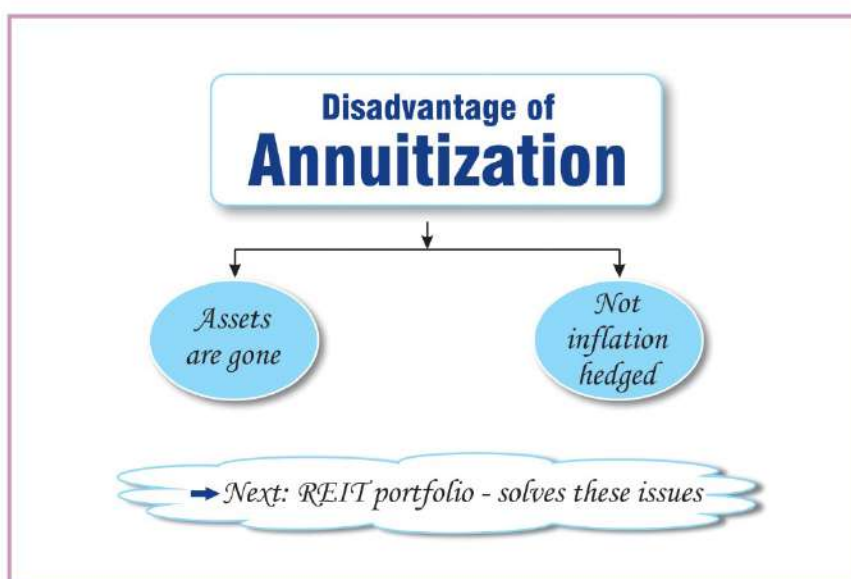 Disadvantage of
Annuitization
Assets
are gone
Not
inflation
hedged
Next: REIT portfolio - solves these issues